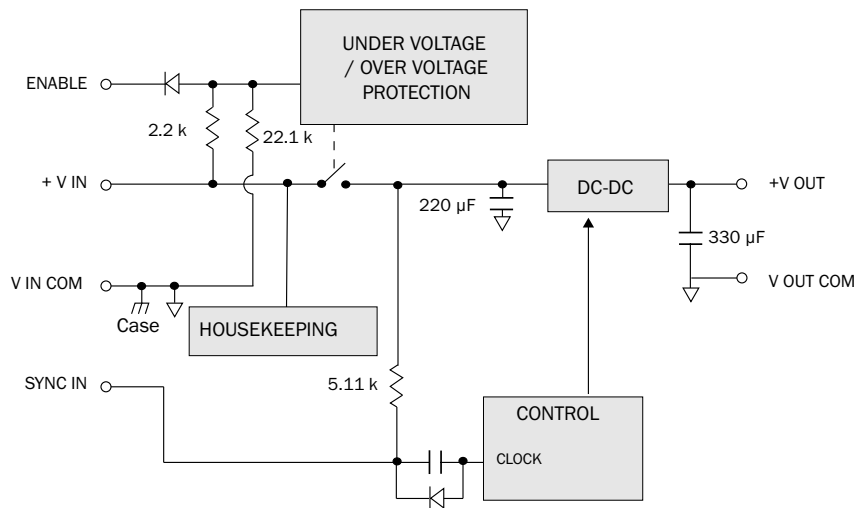 UNDER VOLTAGE
/ OVER VOLTAGE
PROTECTION
ENABLE
2.2 k
22.1 k
+ V IN
DC-DC
+V OUT
220 µF
330 µF
V IN COM
V OUT COM
Case
HOUSEKEEPING
SYNC IN
5.11 k
CONTROL
CLOCK